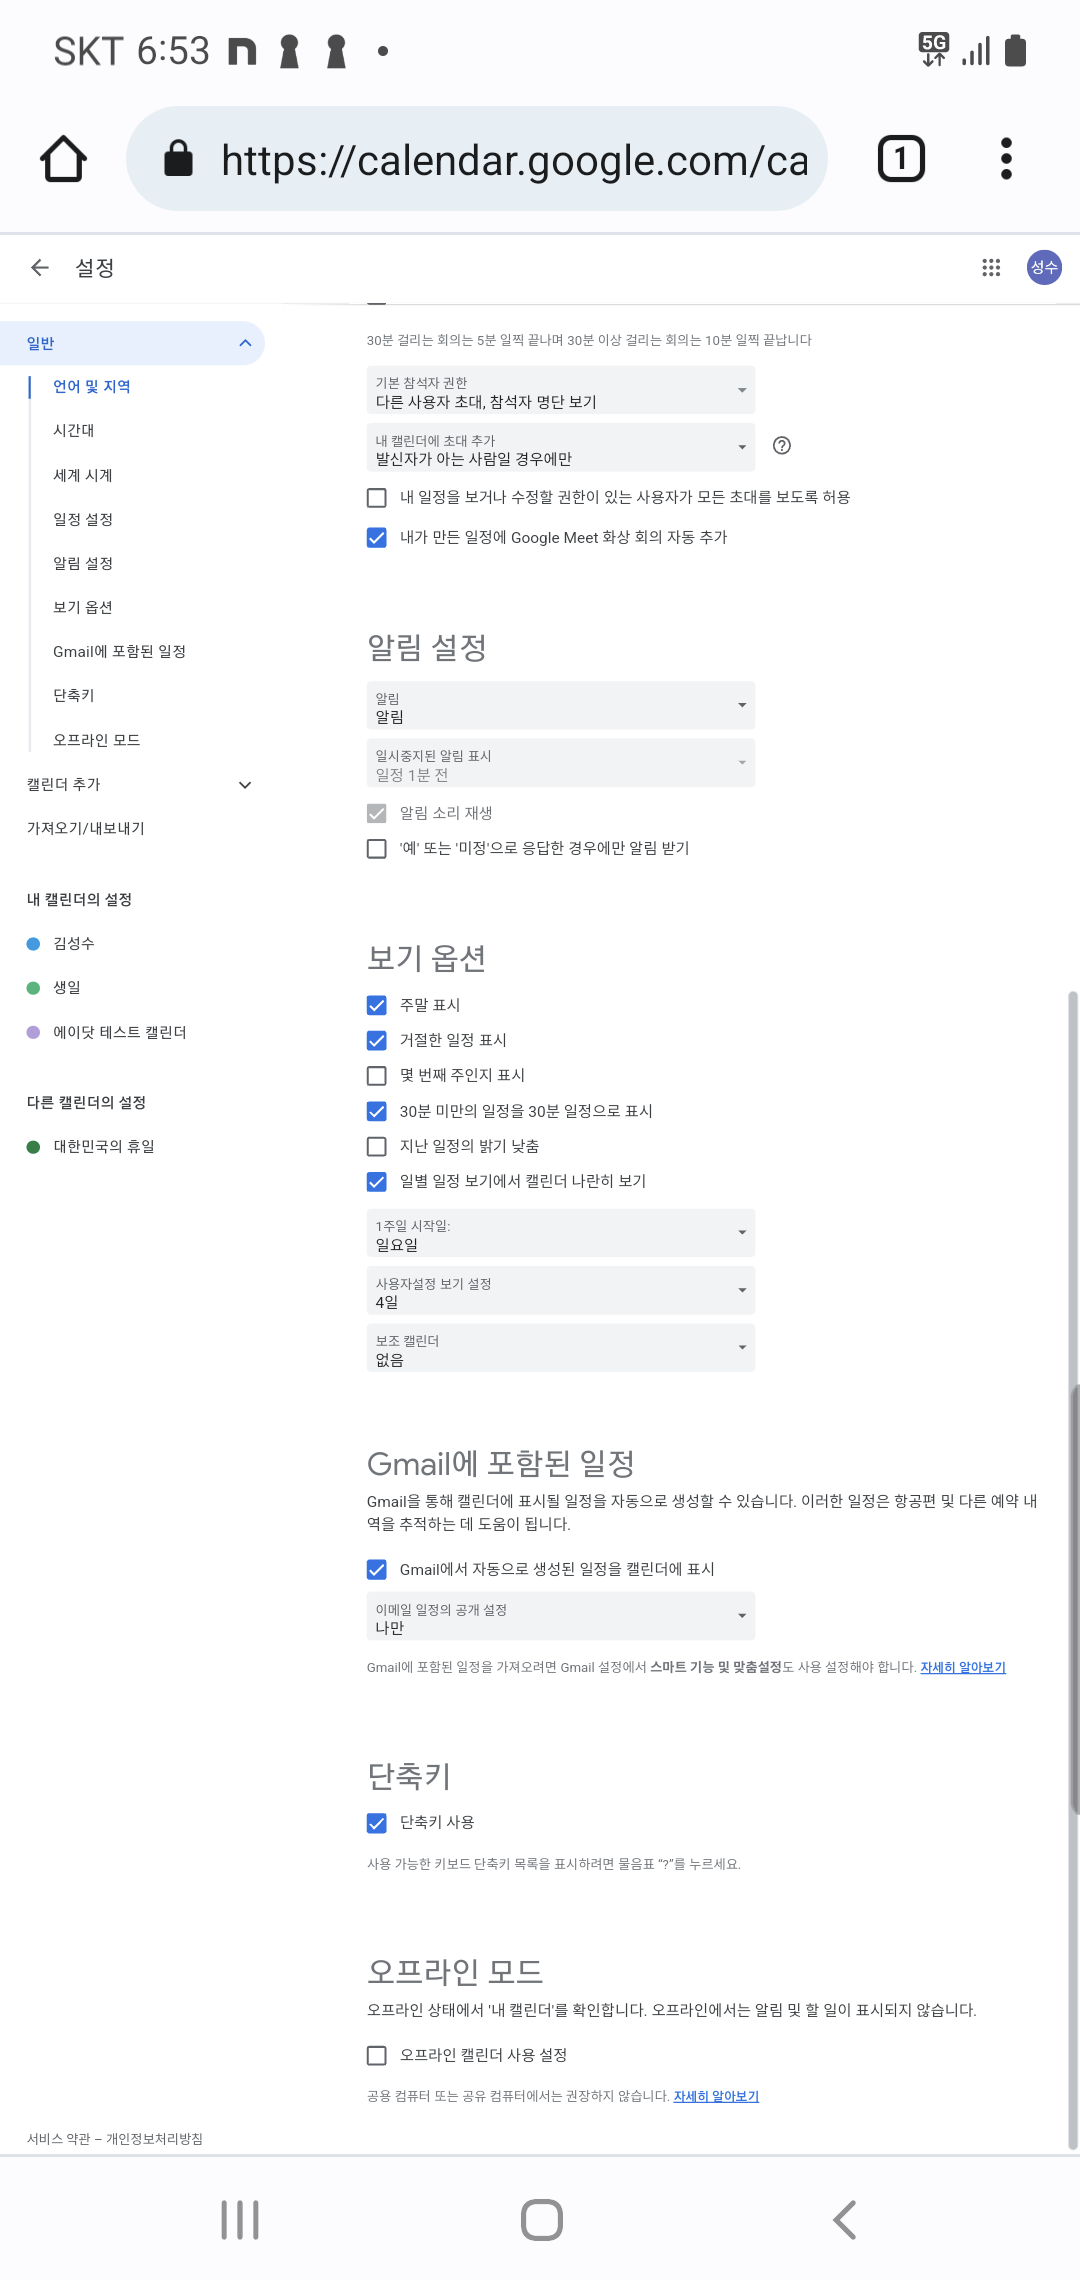 SKT 6:53
5G
https://calendar.google.com/ca
1
설정
성수
일반
언어 및 지역
시간대
세계 시계
일정 설정
알림 설정
보기 옵션
Gmail에 포함된 일정
단축키
오프라인 모드
캘린더 추가
가져오기/내보내기
내 캘린더의 설정
김성수
생일
에이닷 테스트 캘린더
다른 캘린더의 설정
대한민국의 휴일
30분 걸리는 회의는 5분 일찍 끝나며 30분 이상 걸리는 회의는 10분 일찍 끝납니다
기본 참석자 권한
다른 사용자 초대, 참석자 명단 보기
내 캘린더에 초대 추가
발신자가 아는 사람일 경우에만
내 일정을 보거나 수정할 권한이 있는 사용자가 모든 초대를 보도록 허용
내가 만든 일정에 Google Meet 화상 회의 자동 추가
알림 설정
알림
알림
일시중지된 알림 표시
일정 1분 전
알림 소리 재생
'예' 또는 '미정'으로 응답한 경우에만 알림 받기
보기 옵션
주말 표시
거절한 일정 표시
몇 번째 주인지 표시
30분 미만의 일정을 30분 일정으로 표시
지난 일정의 밝기 낮춤
일별 일정 보기에서 캘린더 나란히 보기
1주일 시작일:
일요일
사용자설정 보기 설정
4일
보조 캘린더
없음
Gmail에 포함된 일정
Gmail을 통해 캘린더에 표시될 일정을 자동으로 생성할 수 있습니다. 이러한 일정은 항공편 및 다른 예약 내
역을 추적하는 데 도움이 됩니다.
Gmail에서 자동으로 생성된 일정을 캘린더에 표시
이메일 일정의 공개 설정
나만
Gmail에 포함된 일정을 가져오려면 Gmail 설정에서 스마트 기능 및 맞춤설정도 사용 설정해야 합니다. 자세히 알아보기
단축키
단축키 사용
사용 가능한 키보드 단축키 목록을 표시하려면 물음표 “?”를 누르세요.
오프라인 모드
오프라인 상태에서 '내 캘린더'를 확인합니다. 오프라인에서는 알림 및 할 일이 표시되지 않습니다.
오프라인 캘린더 사용 설정
공용 컴퓨터 또는 공유 컴퓨터에서는 권장하지 않습니다. 자세히 알아보기
서비스 약관 – 개인정보처리방침